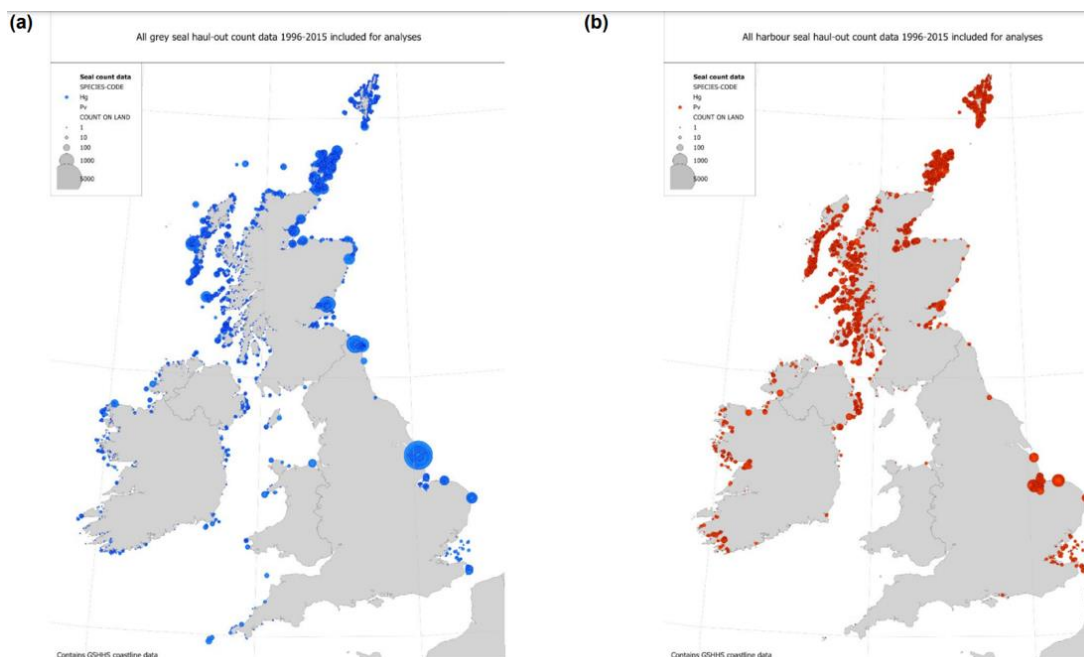 (a)
All grey seal haul-out count data 1996-2015 included for analyses
Seal count data
SPECIES-CODE
Hg
Pv
COUNT ON LAND
1
10
100
1000
5000
Contains GSHHS coastline data
(b)
All harbour seal haul-out count data 1996-2015 included for analyses
Seal count data
SPECIES-CODE
Hg
Pv
COUNT ON LAND
1
10
100
1000
5000
Contains GSHHS coastline data